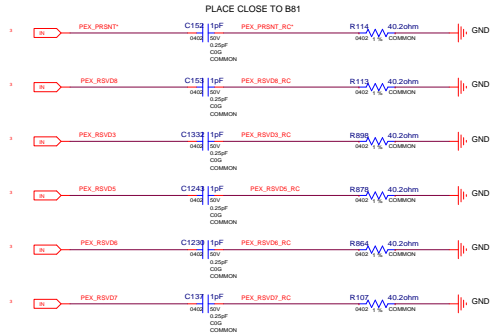 PLACE CLOSE TO B81
3 IN PEX_PRSNT* C152 1pF PEX_PRSNT_RC* R114 40.2ohm GND
0402 50V 0402 1 % COMMON
0.25pF
C0G
COMMON
3 IN PEX_RSVD8 C153 1pF PEX_RSVD8_RC R113 40.2ohm GND
0402 50V 0402 1 % COMMON
0.25pF
C0G
COMMON
3 IN PEX_RSVD3 C1332 1pF PEX_RSVD3_RC R898 40.2ohm GND
0402 50V 0402 1 % COMMON
0.25pF
C0G
COMMON
3 IN PEX_RSVD5 C1243 1pF PEX_RSVD5_RC R878 40.2ohm GND
0402 50V 0402 1 % COMMON
0.25pF
C0G
COMMON
3 IN PEX_RSVD6 C1230 1pF PEX_RSVD6_RC R864 40.2ohm GND
0402 50V 0402 1 % COMMON
0.25pF
C0G
COMMON
3 IN PEX_RSVD7 C137 1pF PEX_RSVD7_RC R107 40.2ohm GND
0402 50V 0402 1 % COMMON
0.25pF
C0G
COMMON